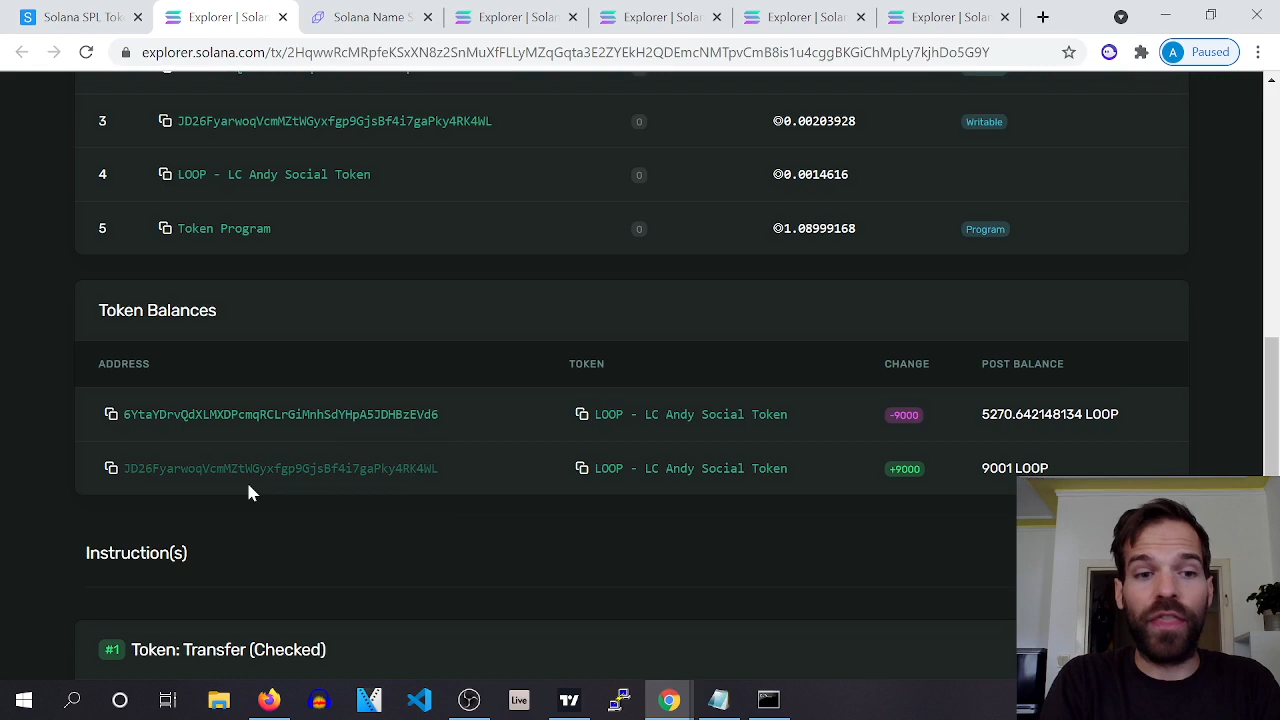 Solana SPL Tok
Explorer | Solar
Solana Name S
Explorer | Solar
Explorer | Solar
Explorer | Solar
Explorer | Solar
explorer.solana.com/tx/2HqwwRcMRpfeKSxXN8z2SnPLuXfFLLyMZqGqta3E2ZYEkH2QDEmcNMTpvCmB8is1u4cggBKGiChMpLy7kjhDo5G9Y
A Paused
3 JD26FyarwoqVcmMZtWGyxfgp9GjsBf4i7gaPky4RK4WL 0 ◎0.00203928 Writable
4 LOOP - LC Andy Social Token 0 ◎0.0014616
5 Token Program 0 ◎1.08999168 Program
Token Balances
ADDRESS TOKEN CHANGE POST BALANCE
6YtaYDrvQdXLMXDPcmqRCLrGiMnhSdYHpA5JDHBzEVd6 LOOP - LC Andy Social Token -9000 5270.642148134 LOOP
JD26FyarwoqVcmMZtWGyxfgp9GjsBf4i7gaPky4RK4WL LOOP - LC Andy Social Token +9000 9001 LOOP
Instruction(s)
#1 Token: Transfer (Checked)
live